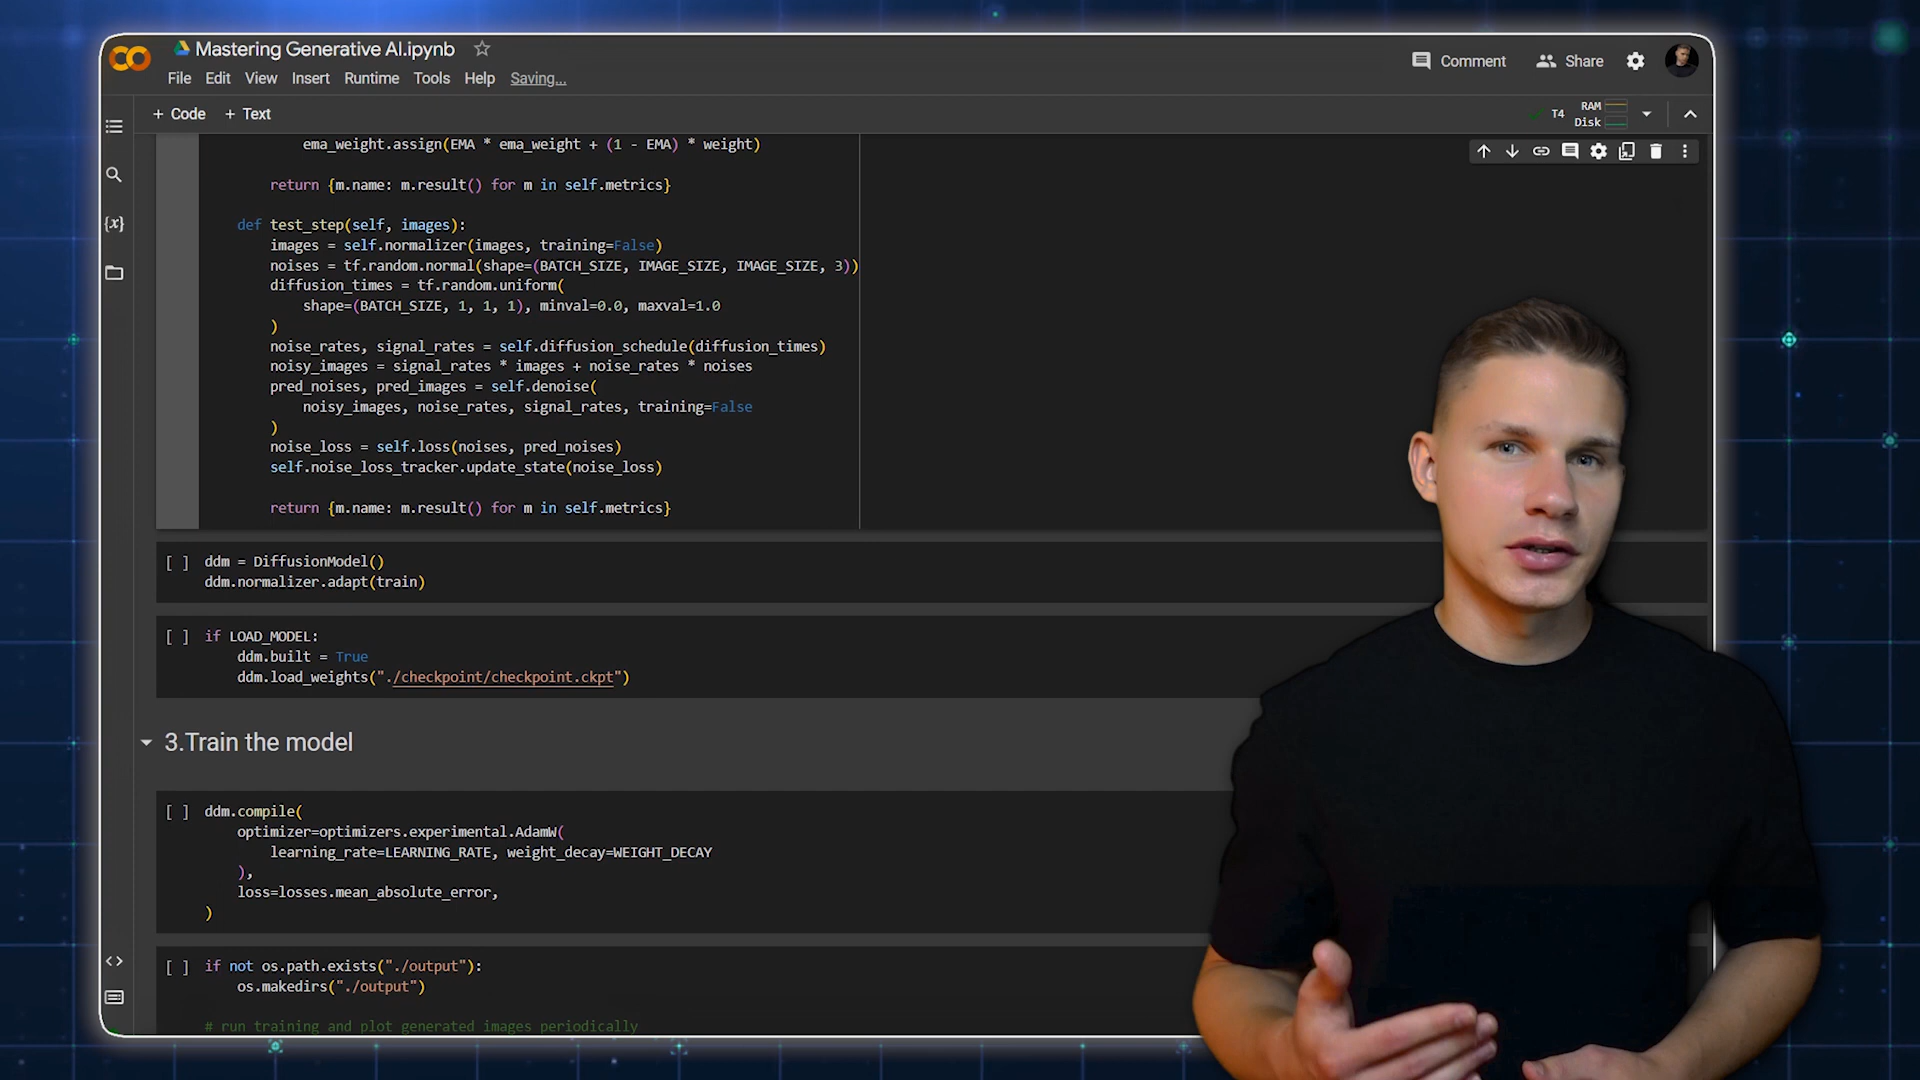 Mastering Generative AI.ipynb
File Edit View Insert Runtime Tools Help Saving...
Comment Share
+ Code + Text
T4 RAM
Disk
ema_weight.assign(EMA * ema_weight + (1 - EMA) * weight)
return {m.name: m.result() for m in self.metrics}
def test_step(self, images):
images = self.normalizer(images, training=False)
noises = tf.random.normal(shape=(BATCH_SIZE, IMAGE_SIZE, IMAGE_SIZE, 3))
diffusion_times = tf.random.uniform(
shape=(BATCH_SIZE, 1, 1, 1), minval=0.0, maxval=1.0
)
noise_rates, signal_rates = self.diffusion_schedule(diffusion_times)
noisy_images = signal_rates * images + noise_rates * noises
pred_noises, pred_images = self.denoise(
noisy_images, noise_rates, signal_rates, training=False
)
noise_loss = self.loss(noises, pred_noises)
self.noise_loss_tracker.update_state(noise_loss)
return {m.name: m.result() for m in self.metrics}
[ ] ddm = DiffusionModel()
ddm.normalizer.adapt(train)
[ ] if LOAD_MODEL:
ddm.built = True
ddm.load_weights("./checkpoint/checkpoint.ckpt")
3.Train the model
[ ] ddm.compile(
optimizer=optimizers.experimental.AdamW(
learning_rate=LEARNING_RATE, weight_decay=WEIGHT_DECAY
),
loss=losses.mean_absolute_error,
)
[ ] if not os.path.exists("./output"):
os.makedirs("./output")
# run training and plot generated images periodically